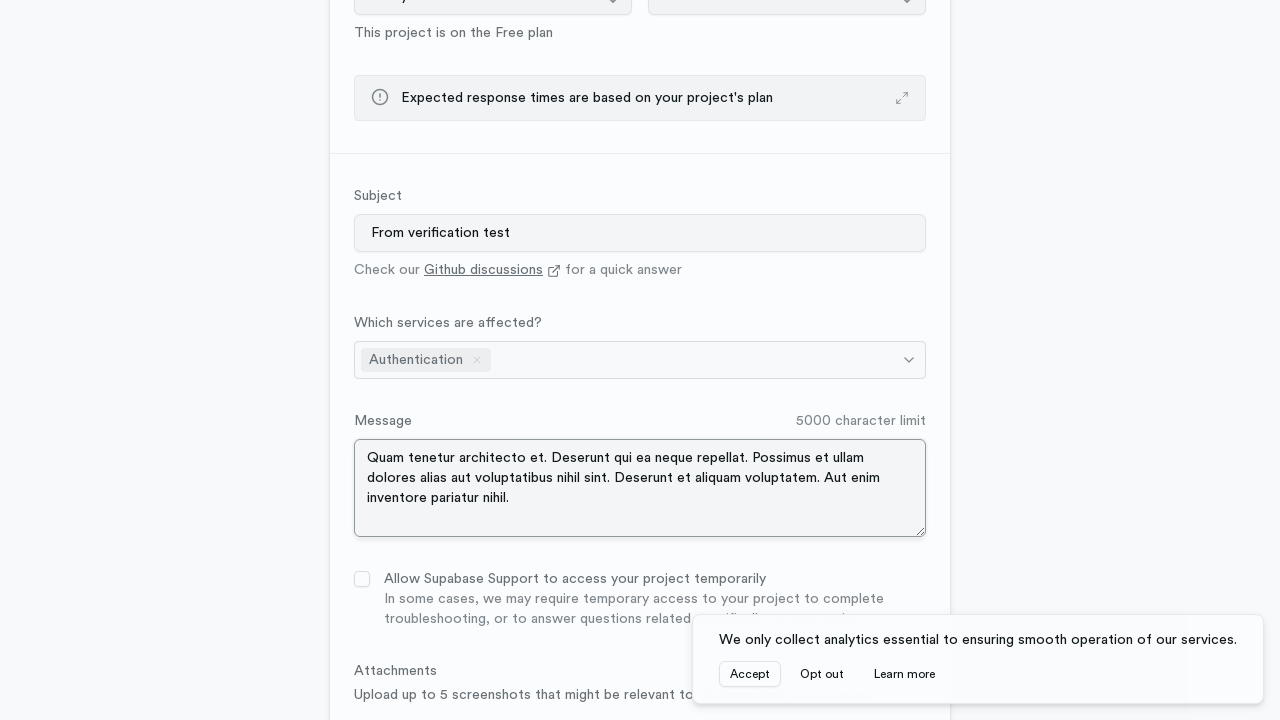 This project is on the Free plan
Expected response times are based on your project's plan
Subject
From verification test
Check our Github discussions for a quick answer
Which services are affected?
Authentication
Message
5000 character limit
Quam tenetur architecto et. Deserunt qui ea neque repellat. Possimus et ullam
dolores alias aut voluptatibus nihil sint. Deserunt et aliquam voluptatem. Aut enim
inventore pariatur nihil.
Allow Supabase Support to access your project temporarily
In some cases, we may require temporary access to your project to complete
troubleshooting, or to answer questions related
We only collect analytics essential to ensuring smooth operation of our services.
Accept
Opt out
Learn more
Attachments
Upload up to 5 screenshots that might be relevant to